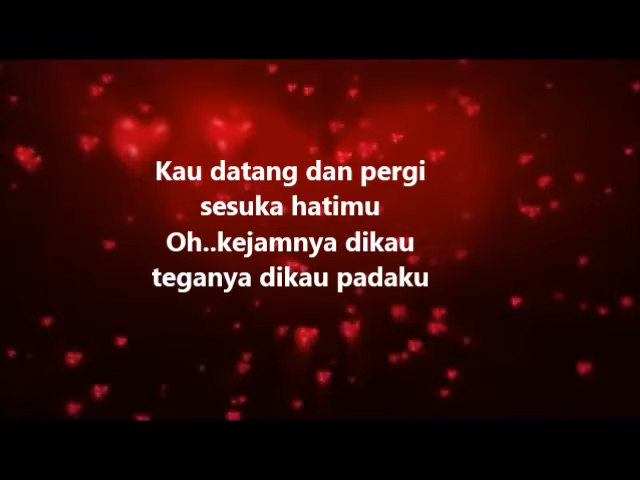 Kau datang dan pergi
sesuka hatimu
Oh..kejamnya dikau
teganya dikau padaku